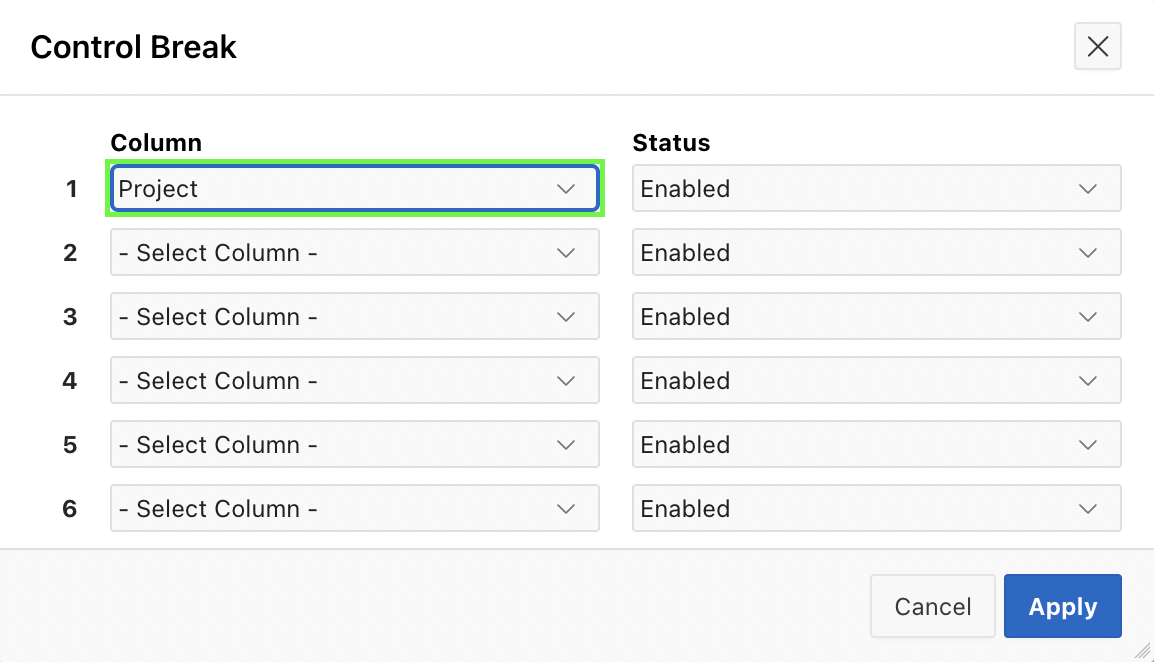 Control Break
Column Status
1 Project Enabled
2 - Select Column - Enabled
3 - Select Column - Enabled
4 - Select Column - Enabled
5 - Select Column - Enabled
6 - Select Column - Enabled
Cancel Apply